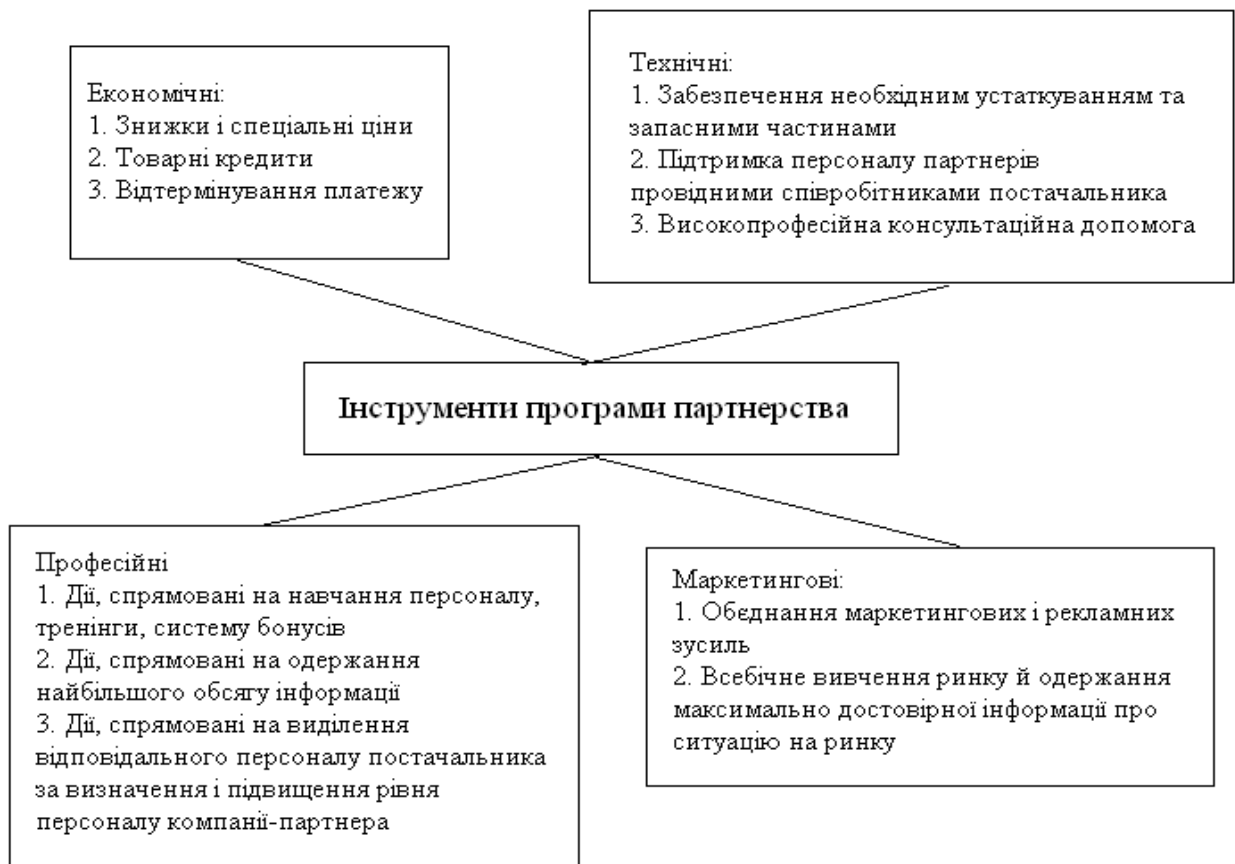 Економічні:
1. Знижки і спеціальні ціни
2. Товарні кредити
3. Відтермінування платежу
Технічні:
1. Забезпечення необхідним устаткуванням та
запасними частинами
2. Підтримка персоналу партнерів
провідними співробітниками постачальника
3. Високопрофесійна консультаційна допомога
Інструменти програми партнерства
Професійні
1. Дії, спрямовані на навчання персоналу,
тренінги, систему бонусів
2. Дії, спрямовані на одержання
найбільшого обсягу інформації
3. Дії, спрямовані на виділення
відповідального персоналу постачальника
за визначення і підвищення рівня
персоналу компанії-партнера
Маркетингові:
1. Обєднання маркетингових і рекламних
зусиль
2. Всебічне вивчення ринку й одержання
максимально достовірної інформації про
ситуацію на ринку